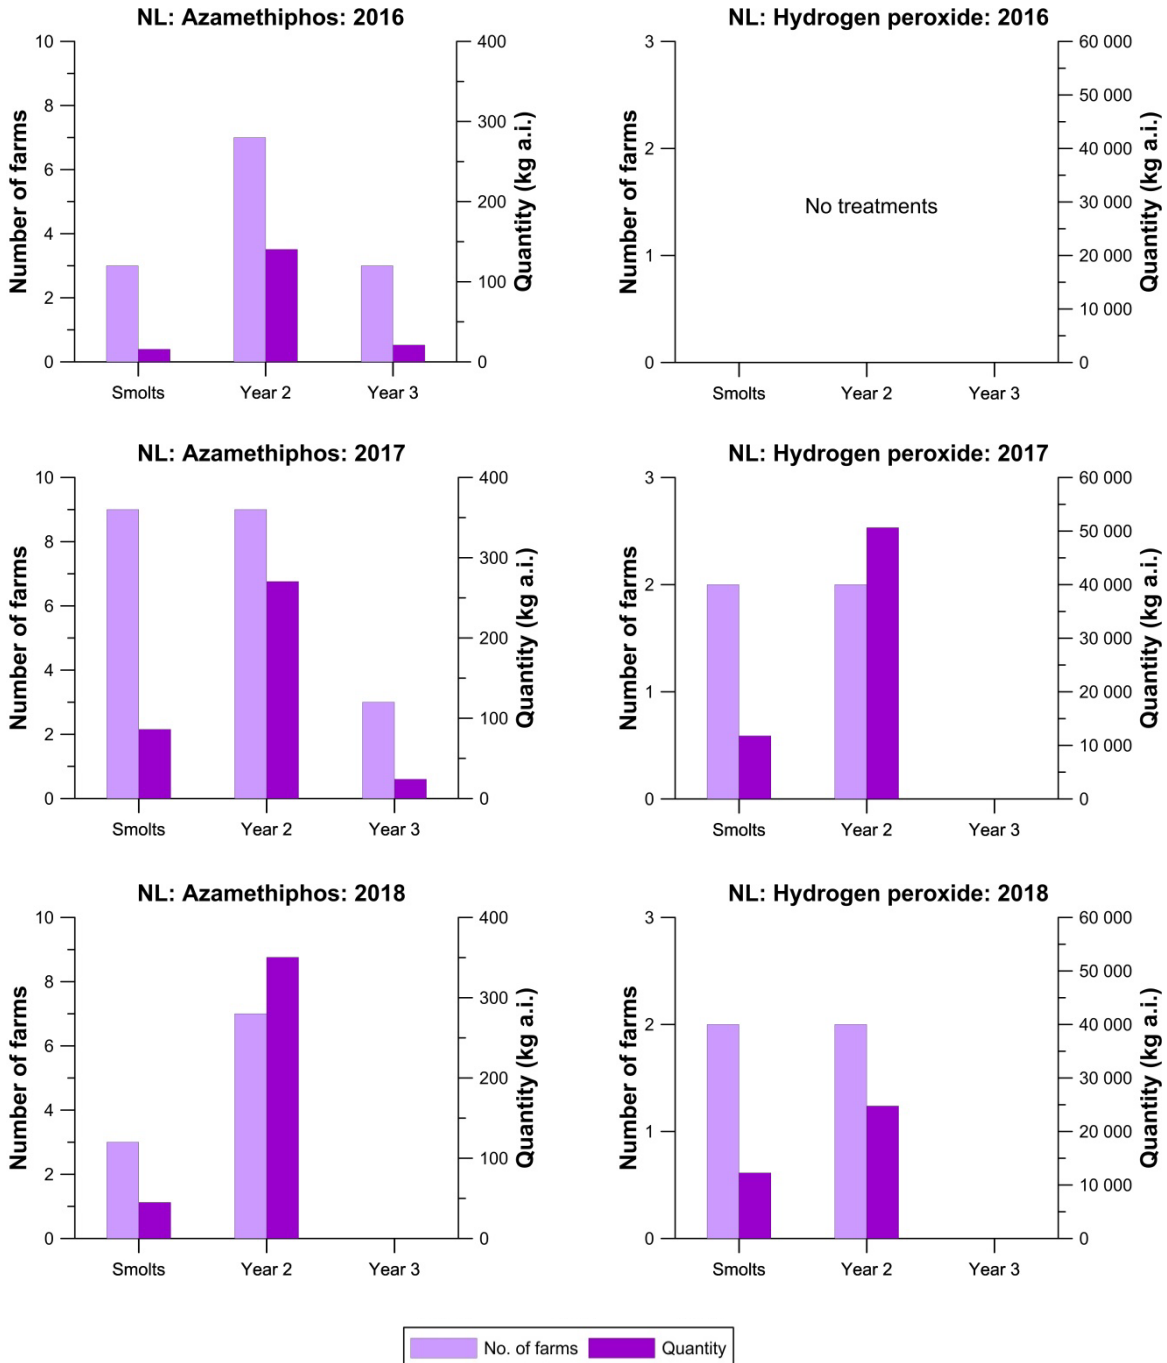 NL: Azamethiphos: 2016
10
8
6
4
2
0
Number of farms
400
300
200
100
0
Quantity (kg a.i.)
Smolts Year 2 Year 3
NL: Hydrogen peroxide: 2016
3
2
1
0
Number of farms
No treatments
60 000
50 000
40 000
30 000
20 000
10 000
0
Quantity (kg a.i.)
Smolts Year 2 Year 3
NL: Azamethiphos: 2017
10
8
6
4
2
0
Number of farms
400
300
200
100
0
Quantity (kg a.i.)
Smolts Year 2 Year 3
NL: Hydrogen peroxide: 2017
3
2
1
0
Number of farms
60 000
50 000
40 000
30 000
20 000
10 000
0
Quantity (kg a.i.)
Smolts Year 2 Year 3
NL: Azamethiphos: 2018
10
8
6
4
2
0
Number of farms
400
300
200
100
0
Quantity (kg a.i.)
Smolts Year 2 Year 3
NL: Hydrogen peroxide: 2018
3
2
1
0
Number of farms
60 000
50 000
40 000
30 000
20 000
10 000
0
Quantity (kg a.i.)
Smolts Year 2 Year 3
No. of farms Quantity